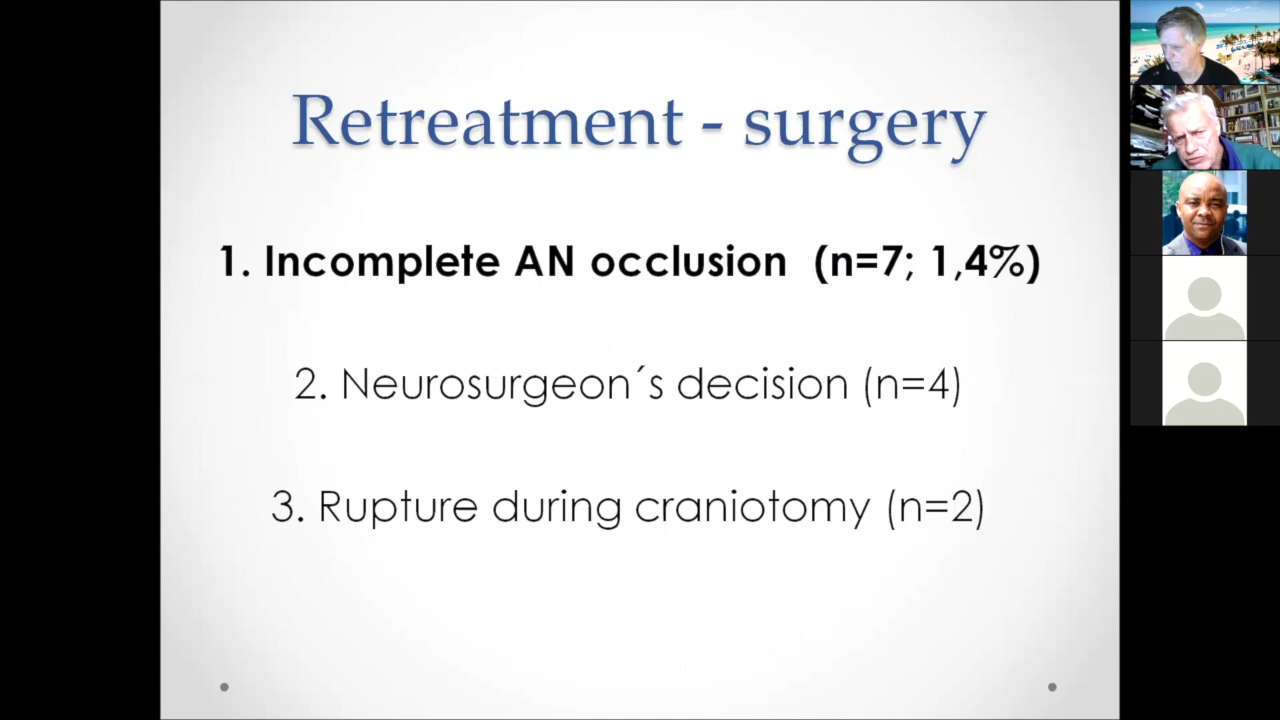 Retreatment - surgery
1. Incomplete AN occlusion (n=7; 1,4%)
2. Neurosurgeon´s decision (n=4)
3. Rupture during craniotomy (n=2)